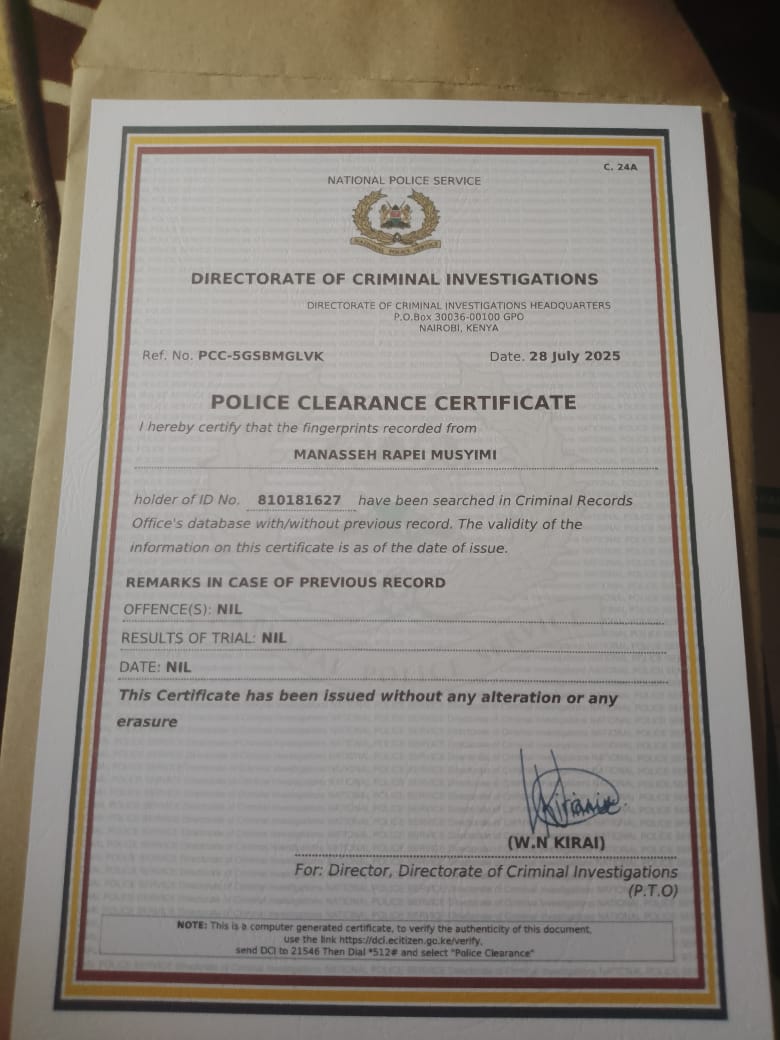 C. 24A
NATIONAL POLICE SERVICE
NATIONAL POLICE SERVICE
DIRECTORATE OF CRIMINAL INVESTIGATIONS
DIRECTORATE OF CRIMINAL INVESTIGATIONS HEADQUARTERS
P.O.Box 30036-00100 GPO
NAIROBI, KENYA
Ref. No. PCC-5GSBMGLVK Date. 28 July 2025
POLICE CLEARANCE CERTIFICATE
I hereby certify that the fingerprints recorded from
MANASSEH RAPEI MUSYIMI
holder of ID No. 810181627 have been searched in Criminal Records
Office's database with/without previous record. The validity of the
information on this certificate is as of the date of issue.
REMARKS IN CASE OF PREVIOUS RECORD
OFFENCE(S): NIL
RESULTS OF TRIAL: NIL
DATE: NIL
This Certificate has been issued without any alteration or any
erasure
(W.N KIRAI)
For: Director, Directorate of Criminal Investigations
(P.T.O)
NOTE: This is a computer generated certificate, to verify the authenticity of this document,
use the link https://dci.ecitizen.go.ke/verify,
send DCI to 21546 Then Dial *512# and select "Police Clearance"